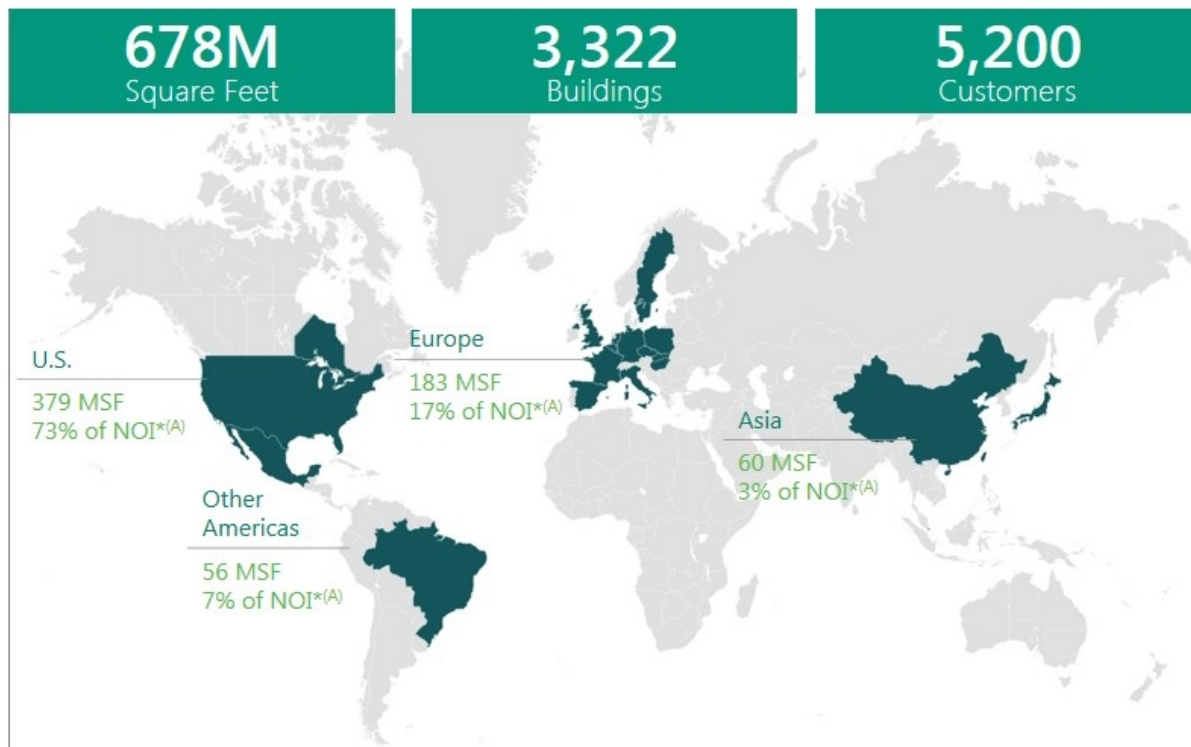 678M
Square Feet
3,322
Buildings
5,200
Customers
U.S.
379 MSF
73% of NOI*(A)
Europe
183 MSF
17% of NOI*(A)
Asia
60 MSF
3% of NOI*(A)
Other
Americas
56 MSF
7% of NOI*(A)